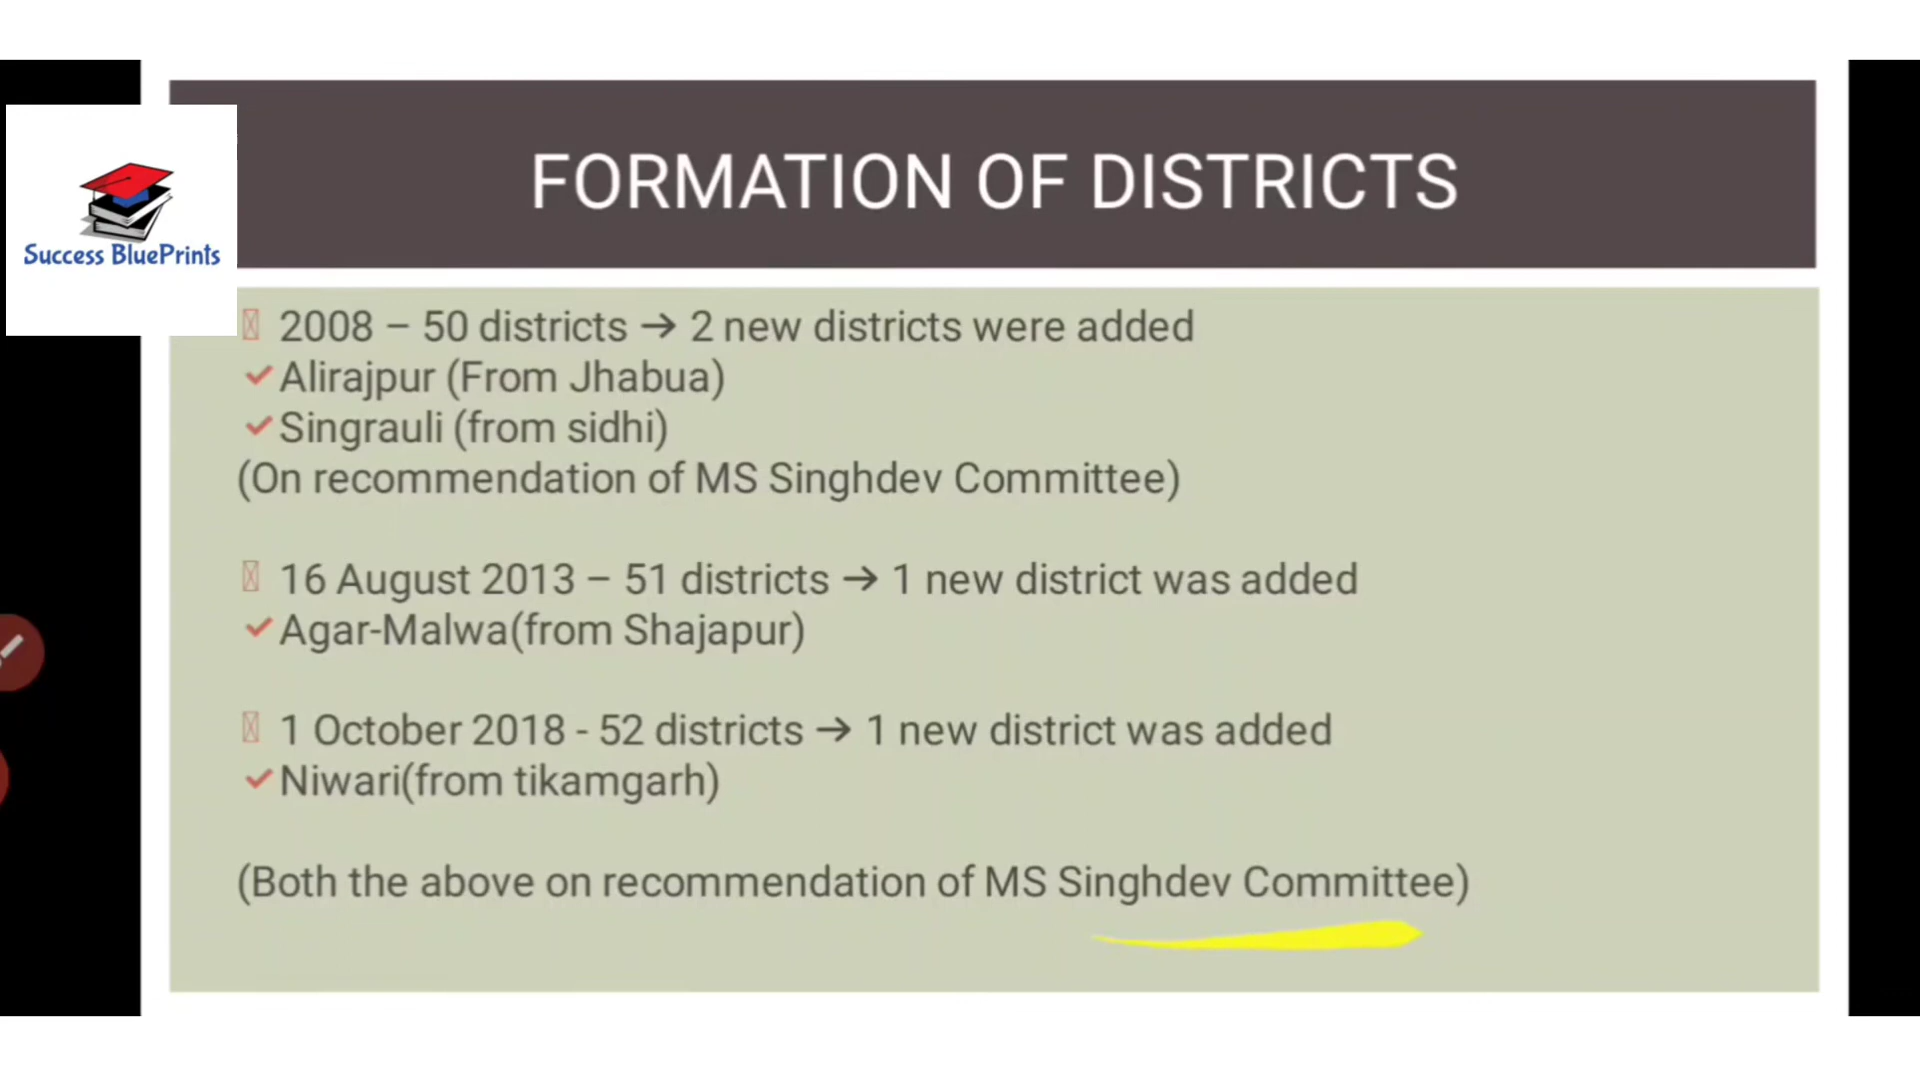 FORMATION OF DISTRICTS
Success BluePrints
2008 – 50 districts → 2 new districts were added
✓Alirajpur (From Jhabua)
✓Singrauli (from sidhi)
(On recommendation of MS Singhdev Committee)
16 August 2013 – 51 districts → 1 new district was added
✓Agar-Malwa(from Shajapur)
1 October 2018 - 52 districts → 1 new district was added
✓Niwari(from tikamgarh)
(Both the above on recommendation of MS Singhdev Committee)